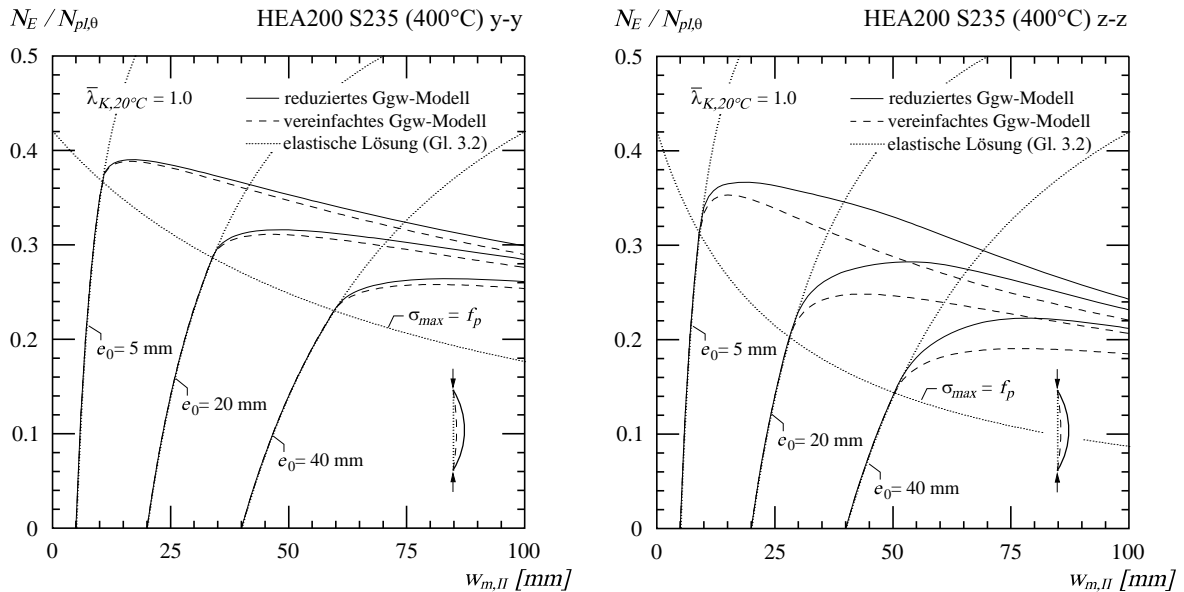 N_E / N_pl,θ
HEA200 S235 (400°C) y-y
0.5
0.4
0.3
0.2
0.1
0
0
25
50
75
100
w_m,II [mm]
λ̅_K,20°C = 1.0
reduziertes Ggw-Modell
vereinfachtes Ggw-Modell
elastische Lösung (Gl. 3.2)
σ_max = f_p
e_0= 5 mm
e_0= 20 mm
e_0= 40 mm
N_E / N_pl,θ
HEA200 S235 (400°C) z-z
0.5
0.4
0.3
0.2
0.1
0
0
25
50
75
100
w_m,II [mm]
λ̅_K,20°C = 1.0
reduziertes Ggw-Modell
vereinfachtes Ggw-Modell
elastische Lösung (Gl. 3.2)
e_0= 5 mm
σ_max = f_p
e_0= 20 mm
e_0= 40 mm